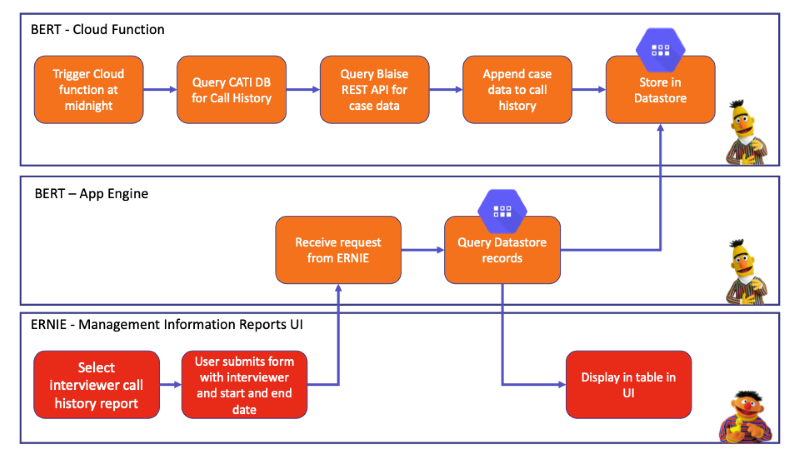 BERT - Cloud Function
Trigger Cloud
function at
midnight
Query CATI DB
for Call History
Query Blaise
REST API for
case data
Append case
data to call
history
Store in
Datastore
BERT – App Engine
Receive request
from ERNIE
Query Datastore
records
ERNIE - Management Information Reports UI
Select
interviewer call
history report
User submits form
with interviewer
and start and end
date
Display in table in
UI